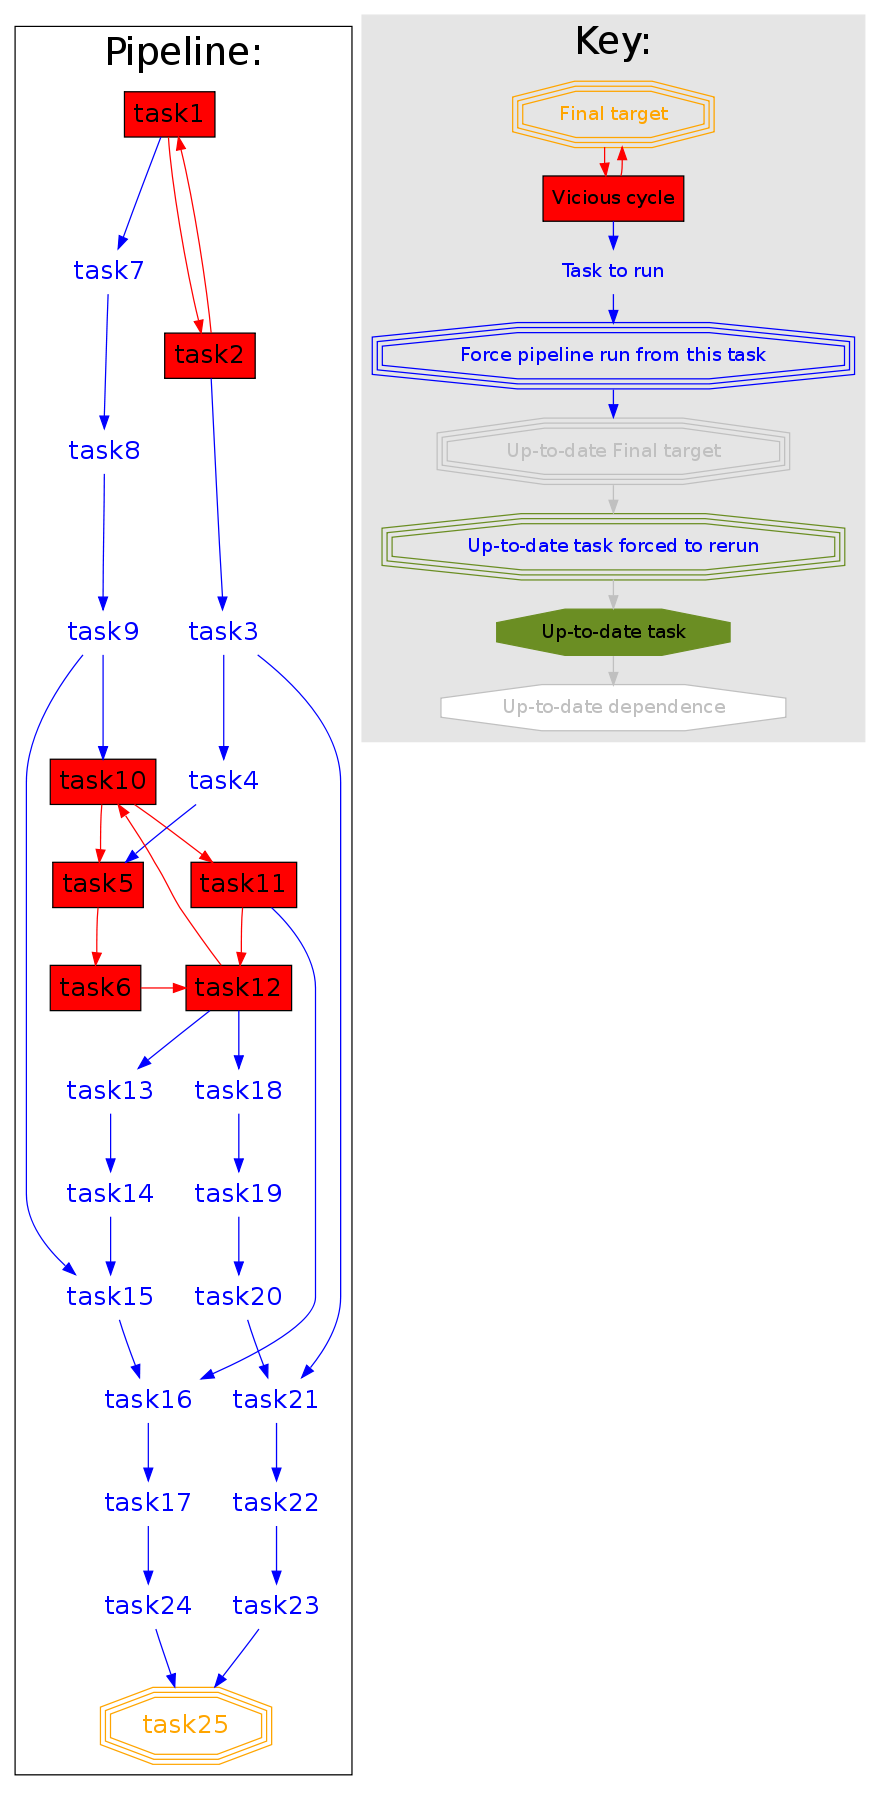 Pipeline:
task1
task7
task2
task8
task9
task3
task10
task4
task5
task11
task6
task12
task13
task18
task14
task19
task15
task20
task16
task21
task17
task22
task24
task23
task25
Key:
Final target
Vicious cycle
Task to run
Force pipeline run from this task
Up-to-date Final target
Up-to-date task forced to rerun
Up-to-date task
Up-to-date dependence